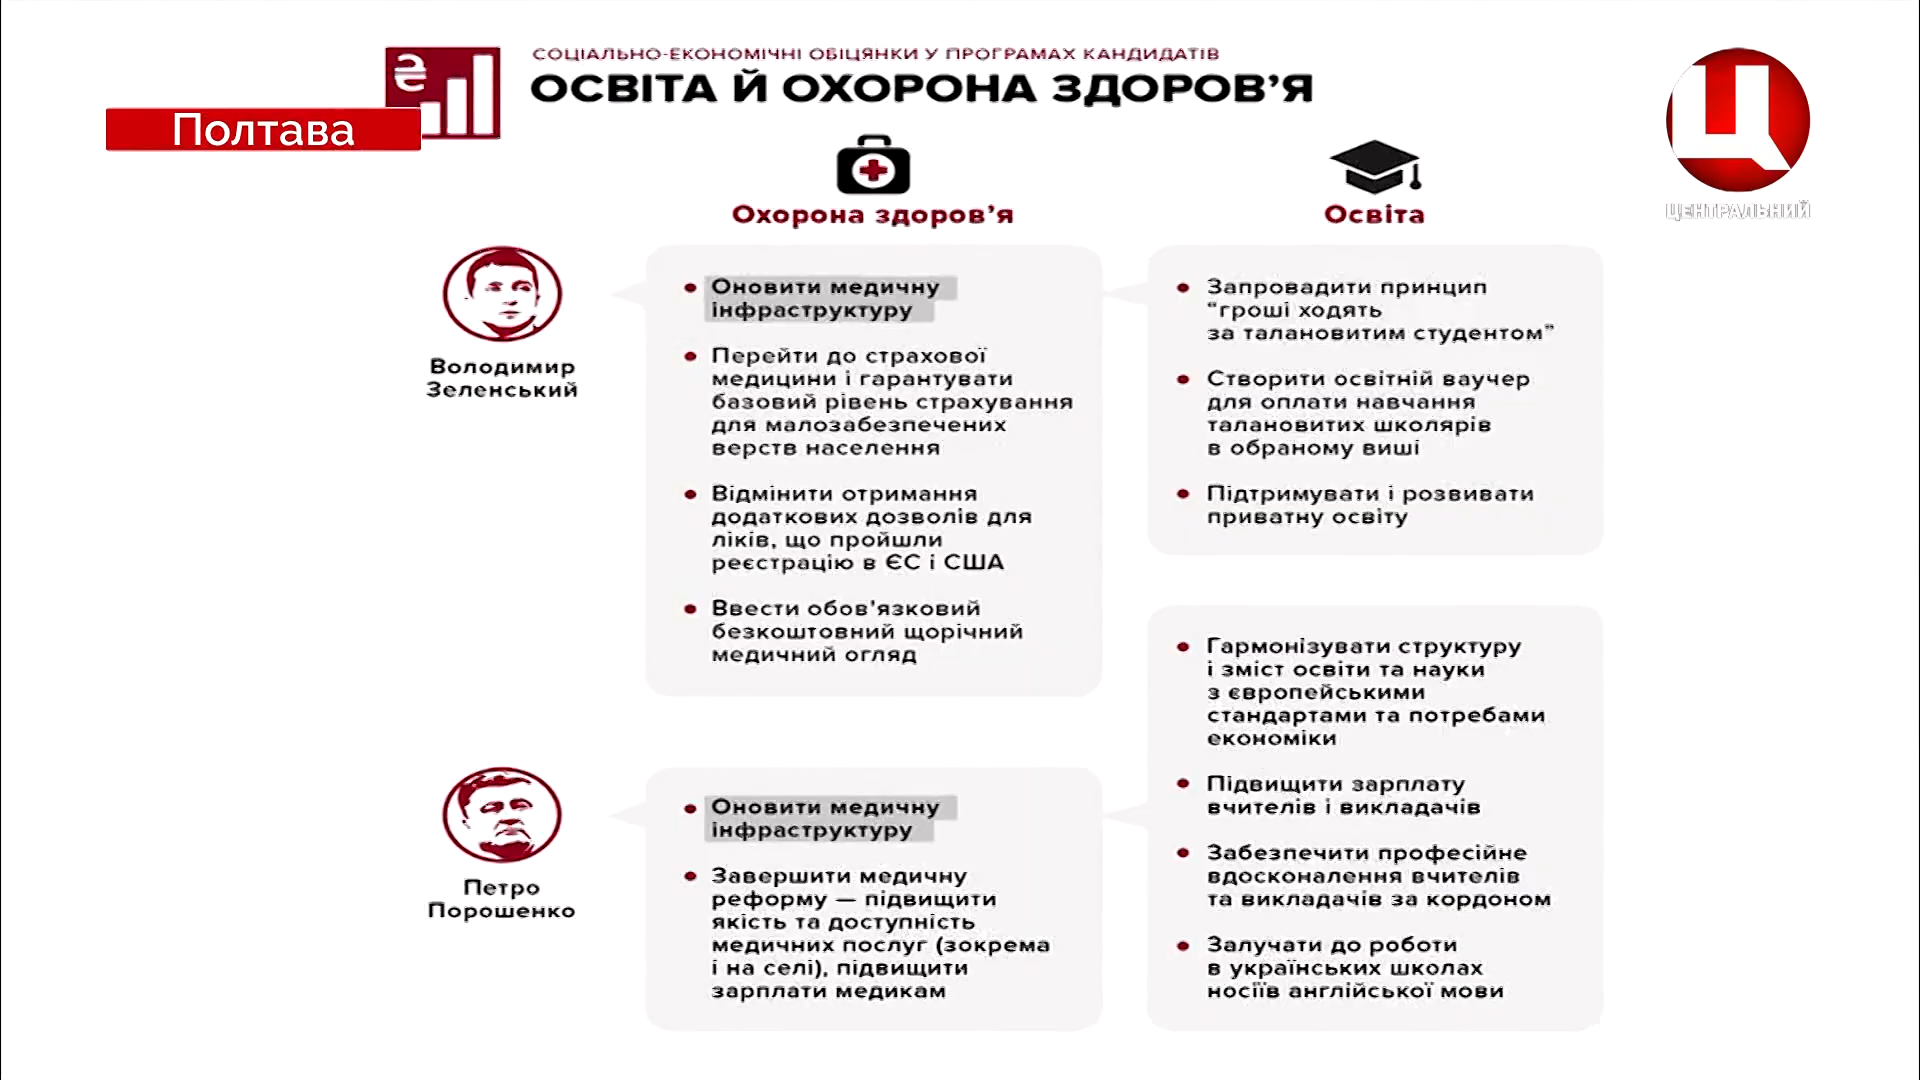 СОЦІАЛЬНО-ЕКОНОМІЧНІ ОБІЦЯНКИ У ПРОГРАМАХ КАНДИДАТІВ
ОСВІТА Й ОХОРОНА ЗДОРОВ’Я
Полтава
ЦЕНТРАЛЬНИЙ
Охорона здоров’я
Освіта
Володимир
Зеленський
Оновити медичну
інфраструктуру
Перейти до страхової
медицини і гарантувати
базовий рівень страхування
для малозабезпечених
верств населення
Відмінити отримання
додаткових дозволів для
ліків, що пройшли
реєстрацію в ЄС і США
Ввести обов’язковий
безкоштовний щорічний
медичний огляд
Запровадити принцип
“гроші ходять
за талановитим студентом”
Створити освітній ваучер
для оплати навчання
талановитих школярів
в обраному виші
Підтримувати і розвивати
приватну освіту
Петро
Порошенко
Оновити медичну
інфраструктуру
Завершити медичну
реформу — підвищити
якість та доступність
медичних послуг (зокрема
і на селі), підвищити
зарплати медикам
Гармонізувати структуру
і зміст освіти та науки
з європейськими
стандартами та потребами
економіки
Підвищити зарплату
вчителів і викладачів
Забезпечити професійне
вдосконалення вчителів
та викладачів за кордоном
Залучати до роботи
в українських школах
носіїв англійської мови